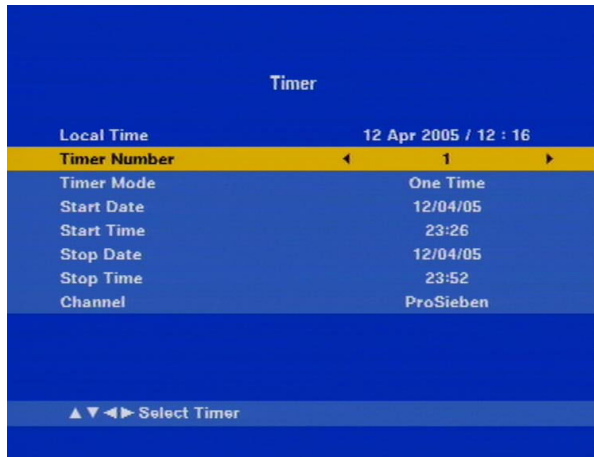 Timer
Local Time 12 Apr 2005 / 12 : 16
Timer Number 1
Timer Mode One Time
Start Date 12/04/05
Start Time 23:26
Stop Date 12/04/05
Stop Time 23:52
Channel ProSieben
▲▼◀▶ Select Timer